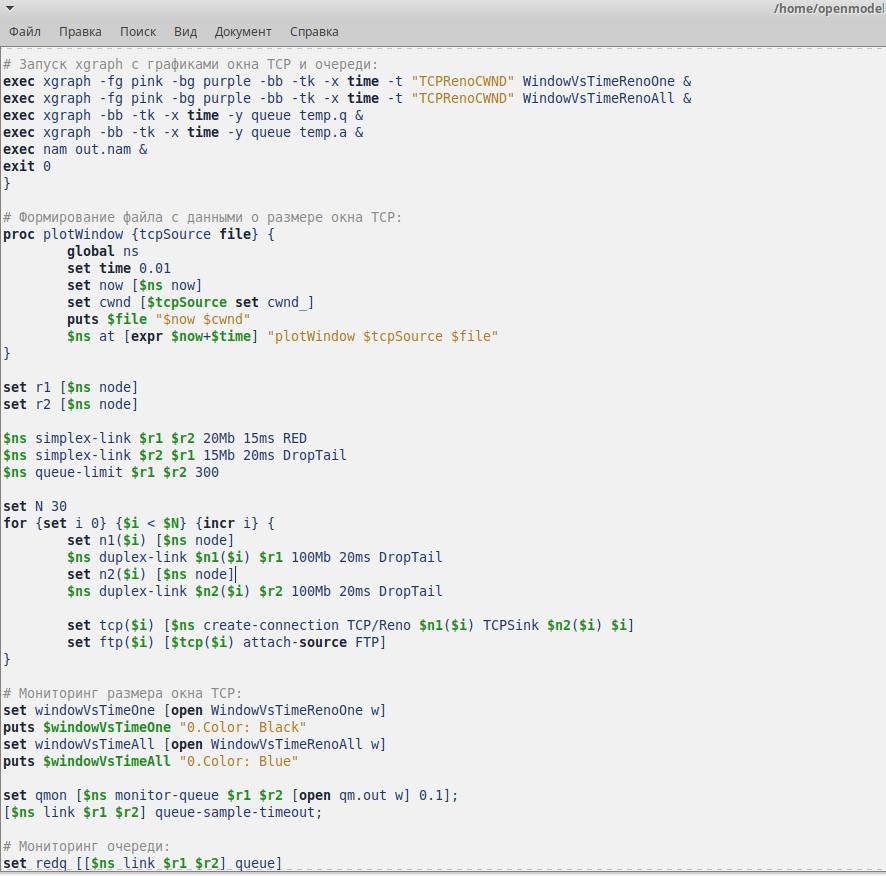 /home/openmodel
Файл Правка Поиск Вид Документ Справка
# Запуск xgraph с графиками окна TCP и очереди:
exec xgraph -fg pink -bg purple -bb -tk -x time -t "TCPRenoCWND" WindowVsTimeRenoOne &
exec xgraph -fg pink -bg purple -bb -tk -x time -t "TCPRenoCWND" WindowVsTimeRenoAll &
exec xgraph -bb -tk -x time -y queue temp.q &
exec xgraph -bb -tk -x time -y queue temp.a &
exec nam out.nam &
exit 0
}
# Формирование файла с данными о размере окна TCP:
proc plotWindow {tcpSource file} {
global ns
set time 0.01
set now [$ns now]
set cwnd [$tcpSource set cwnd_]
puts $file "$now $cwnd"
$ns at [expr $now+$time] "plotWindow $tcpSource $file"
}
set r1 [$ns node]
set r2 [$ns node]
$ns simplex-link $r1 $r2 20Mb 15ms RED
$ns simplex-link $r2 $r1 15Mb 20ms DropTail
$ns queue-limit $r1 $r2 300
set N 30
for {set i 0} {$i < $N} {incr i} {
set n1($i) [$ns node]
$ns duplex-link $n1($i) $r1 100Mb 20ms DropTail
set n2($i) [$ns node]
$ns duplex-link $n2($i) $r2 100Mb 20ms DropTail
set tcp($i) [$ns create-connection TCP/Reno $n1($i) TCPSink $n2($i) $i]
set ftp($i) [$tcp($i) attach-source FTP]
}
# Мониторинг размера окна TCP:
set windowVsTimeOne [open WindowVsTimeRenoOne w]
puts $windowVsTimeOne "0.Color: Black"
set windowVsTimeAll [open WindowVsTimeRenoAll w]
puts $windowVsTimeAll "0.Color: Blue"
set qmon [$ns monitor-queue $r1 $r2 [open qm.out w] 0.1];
[$ns link $r1 $r2] queue-sample-timeout;
# Мониторинг очереди:
set redq [[$ns link $r1 $r2] queue]